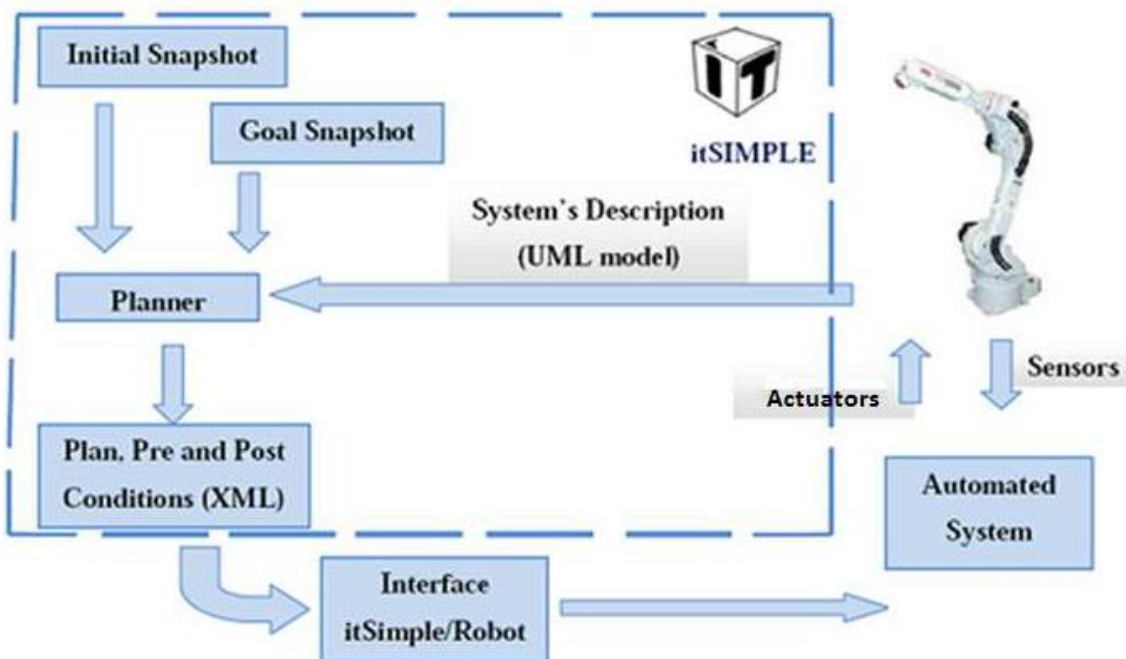 Initial Snapshot
IT
Goal Snapshot
itSIMPLE
System's Description
(UML model)
Planner
Sensors
Actuators
Plan, Pre and Post
Conditions (XML)
Automated
System
Interface
itSimple/Robot